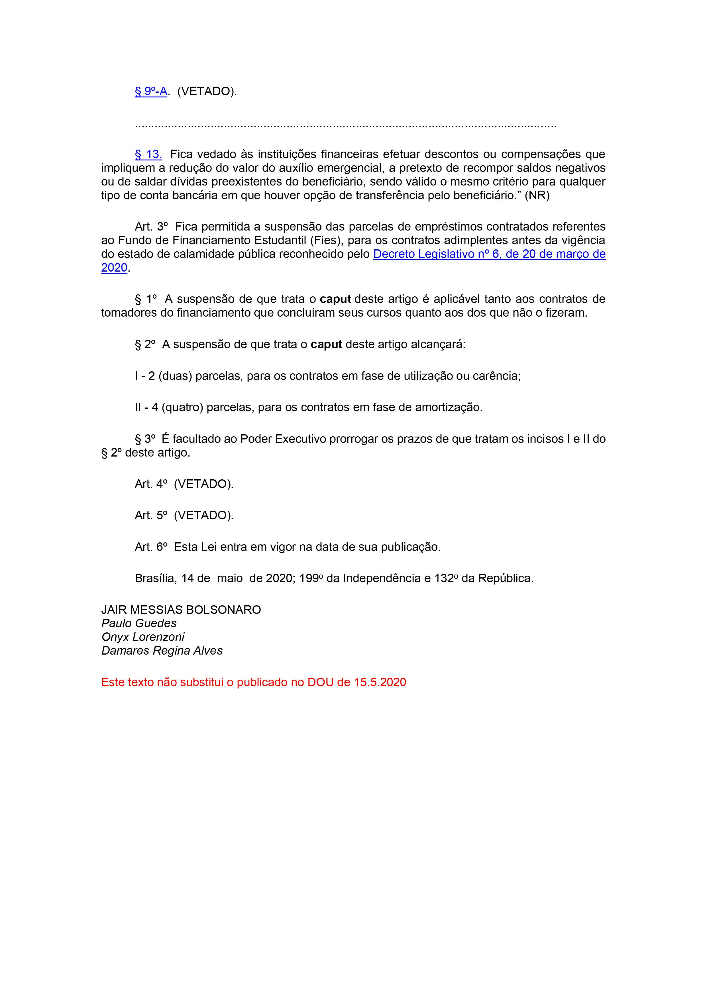 § 9º-A.  (VETADO).
................................................................................................................................
§ 13.  Fica vedado às instituições financeiras efetuar descontos ou compensações que
impliquem a redução do valor do auxílio emergencial, a pretexto de recompor saldos negativos
ou de saldar dívidas preexistentes do beneficiário, sendo válido o mesmo critério para qualquer
tipo de conta bancária em que houver opção de transferência pelo beneficiário.” (NR)
Art. 3º  Fica permitida a suspensão das parcelas de empréstimos contratados referentes
ao Fundo de Financiamento Estudantil (Fies), para os contratos adimplentes antes da vigência
do estado de calamidade pública reconhecido pelo Decreto Legislativo nº 6, de 20 de março de
2020.
§ 1º  A suspensão de que trata o caput deste artigo é aplicável tanto aos contratos de
tomadores do financiamento que concluíram seus cursos quanto aos dos que não o fizeram.
§ 2º  A suspensão de que trata o caput deste artigo alcançará:
I - 2 (duas) parcelas, para os contratos em fase de utilização ou carência;
II - 4 (quatro) parcelas, para os contratos em fase de amortização.
§ 3º  É facultado ao Poder Executivo prorrogar os prazos de que tratam os incisos I e II do
§ 2º deste artigo.
Art. 4º  (VETADO).
Art. 5º  (VETADO).
Art. 6º  Esta Lei entra em vigor na data de sua publicação.
Brasília, 14 de  maio  de 2020; 199º da Independência e 132º da República.
JAIR MESSIAS BOLSONARO
Paulo Guedes
Onyx Lorenzoni
Damares Regina Alves
Este texto não substitui o publicado no DOU de 15.5.2020